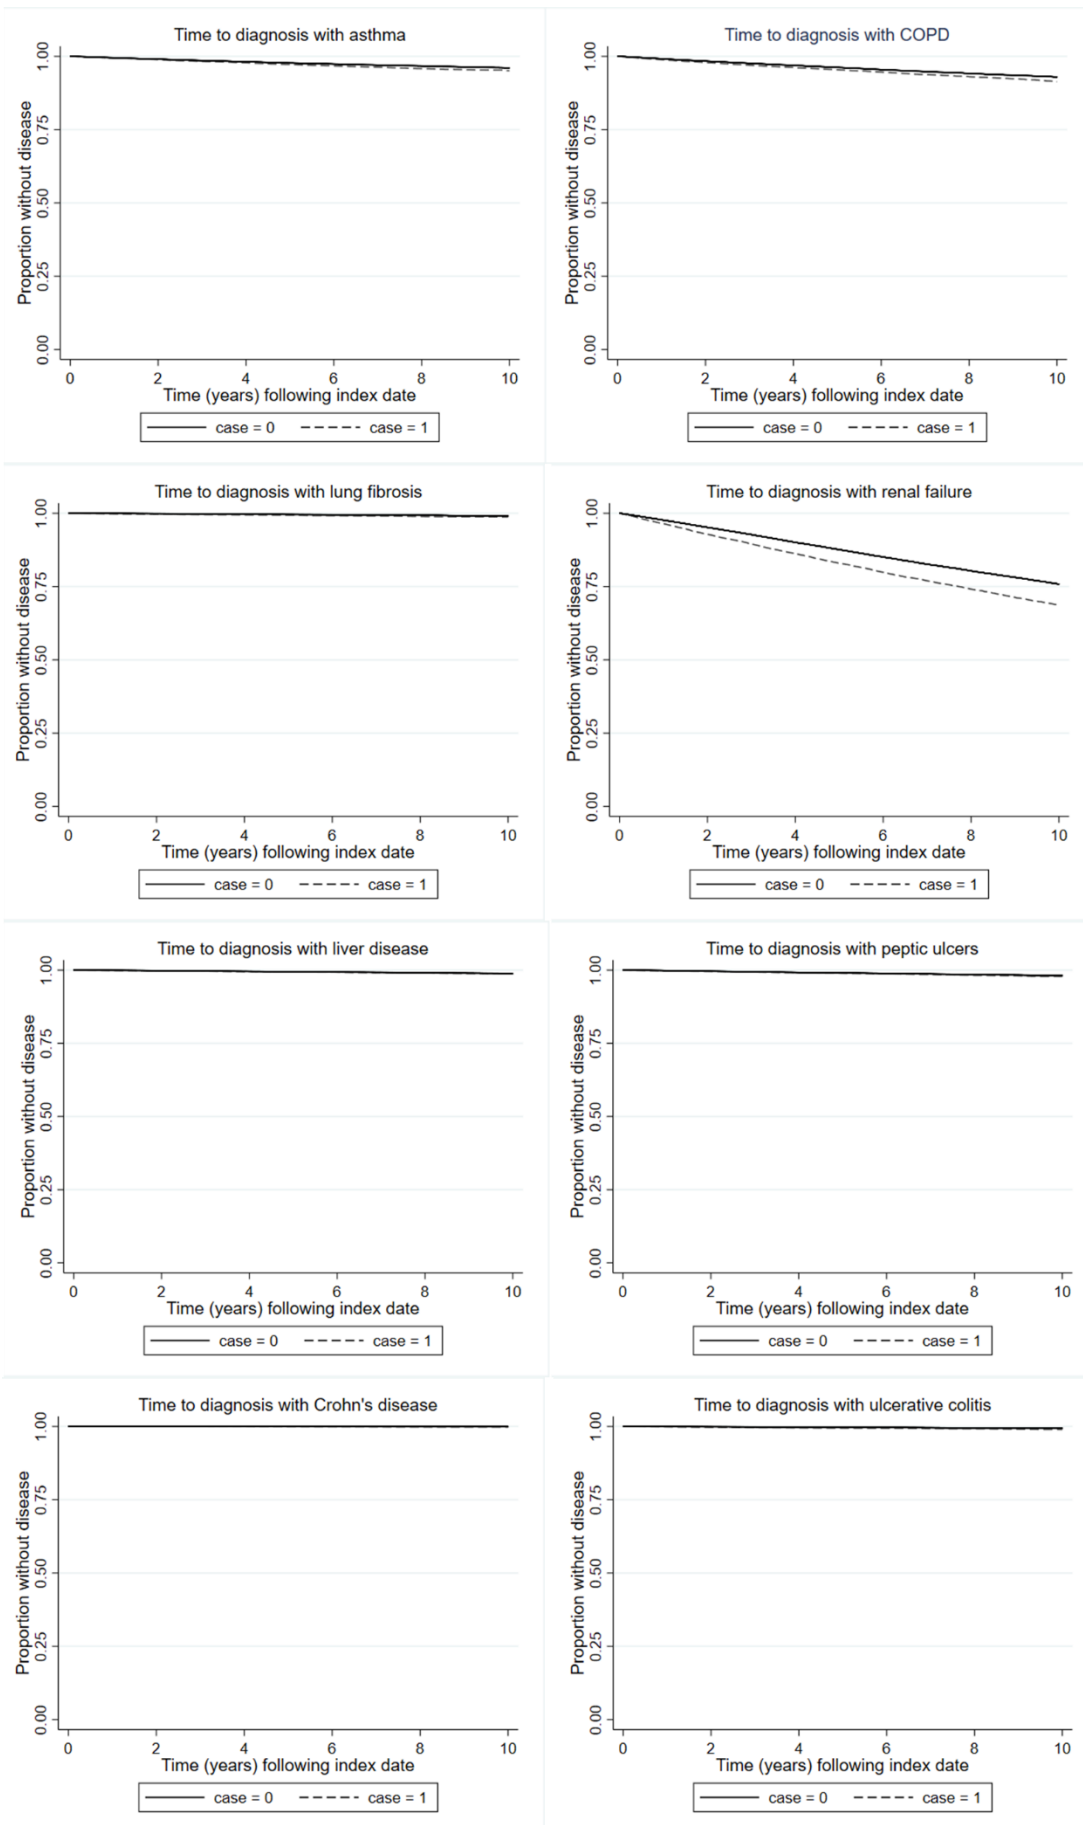 Time to diagnosis with asthma
Proportion without disease
1.00
0.75
0.50
0.25
0.00
0 2 4 6 8 10
Time (years) following index date
case = 0 case = 1
Time to diagnosis with COPD
Proportion without disease
1.00
0.75
0.50
0.25
0.00
0 2 4 6 8 10
Time (years) following index date
case = 0 case = 1
Time to diagnosis with lung fibrosis
Proportion without disease
1.00
0.75
0.50
0.25
0.00
0 2 4 6 8 10
Time (years) following index date
case = 0 case = 1
Time to diagnosis with renal failure
Proportion without disease
1.00
0.75
0.50
0.25
0.00
0 2 4 6 8 10
Time (years) following index date
case = 0 case = 1
Time to diagnosis with liver disease
Proportion without disease
1.00
0.75
0.50
0.25
0.00
0 2 4 6 8 10
Time (years) following index date
case = 0 case = 1
Time to diagnosis with peptic ulcers
Proportion without disease
1.00
0.75
0.50
0.25
0.00
0 2 4 6 8 10
Time (years) following index date
case = 0 case = 1
Time to diagnosis with Crohn's disease
Proportion without disease
1.00
0.75
0.50
0.25
0.00
0 2 4 6 8 10
Time (years) following index date
case = 0 case = 1
Time to diagnosis with ulcerative colitis
Proportion without disease
1.00
0.75
0.50
0.25
0.00
0 2 4 6 8 10
Time (years) following index date
case = 0 case = 1